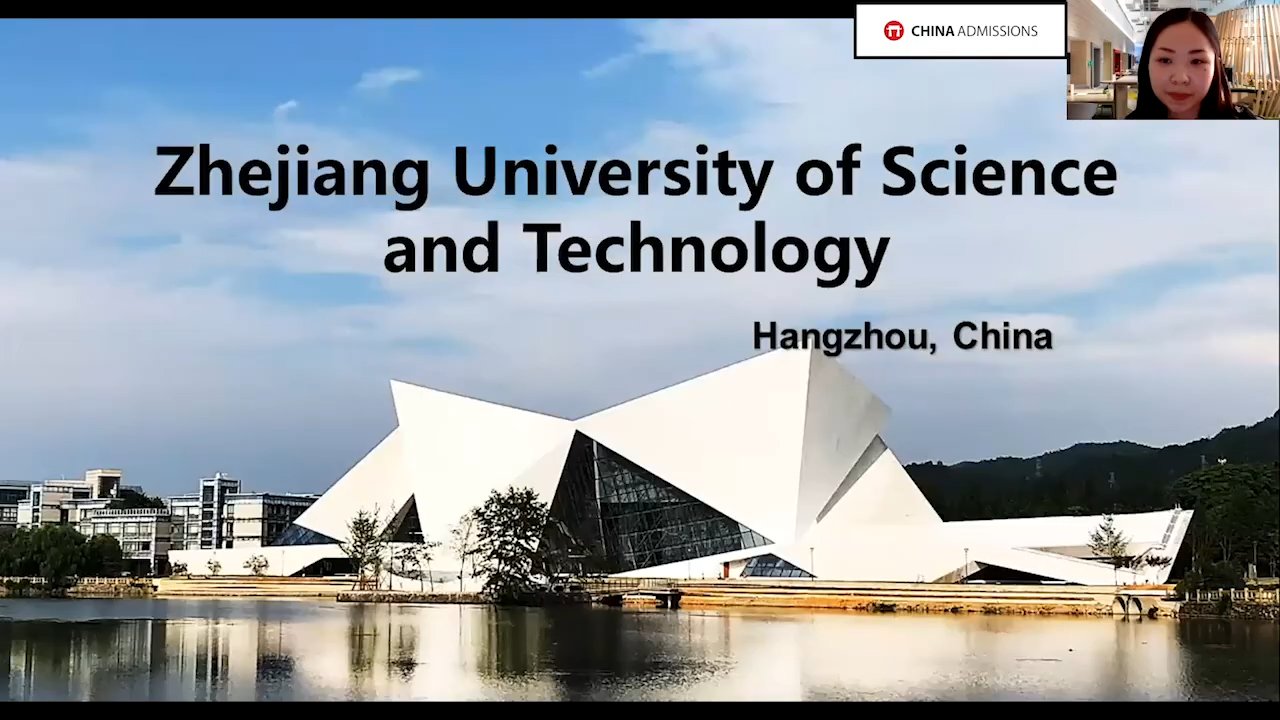 CHINA ADMISSIONS
Zhejiang University of Science
and Technology
Hangzhou, China